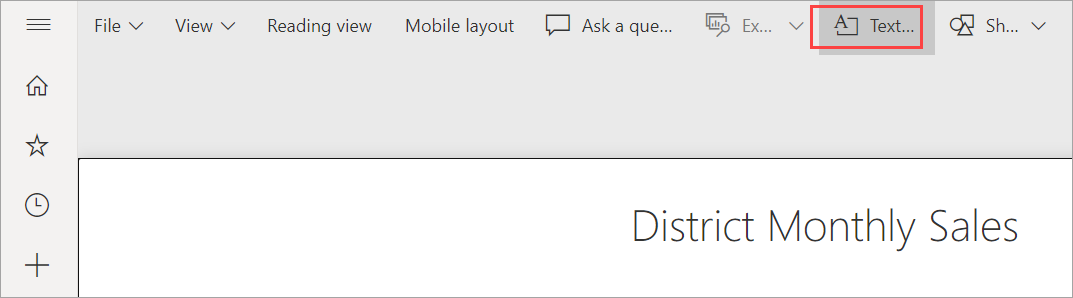 File View Reading view Mobile layout Ask a que... Ex... Text... Sh...
District Monthly Sales